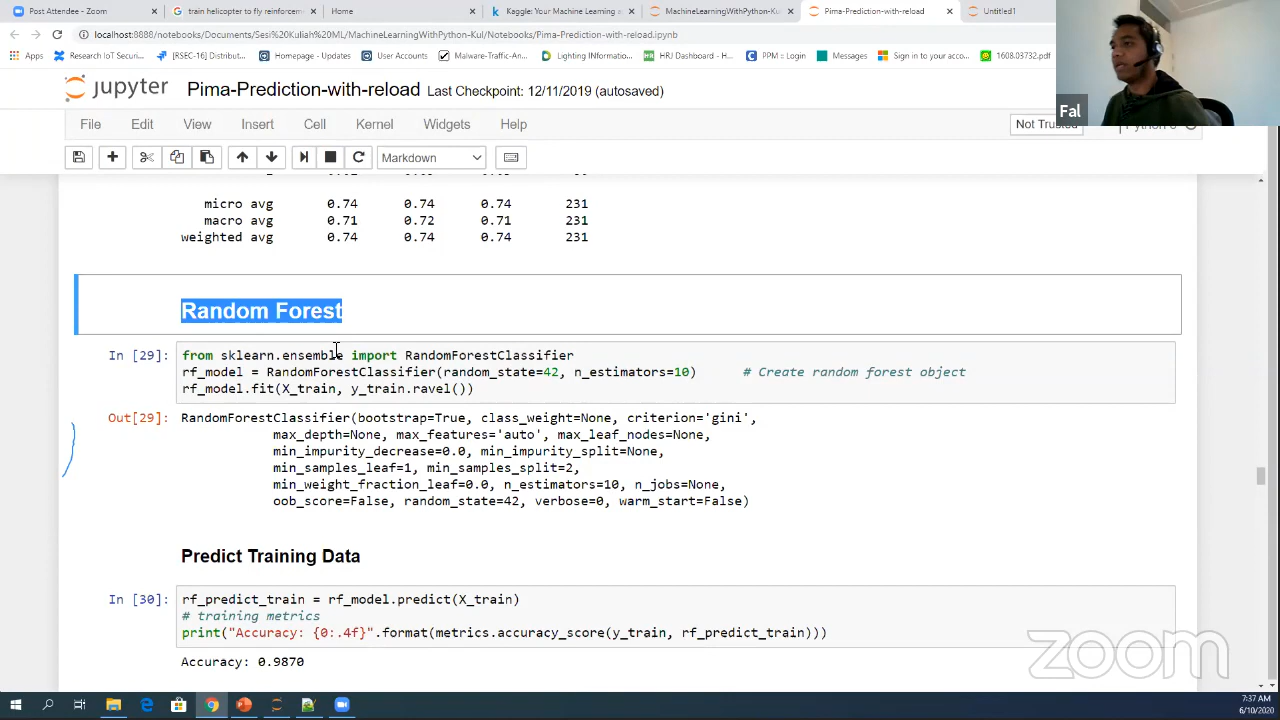 Post Attendee - Zoom
train helicopter to fly reinforcem
Home
Kaggle: Your Machine Learning a
MachineLearningWithPython-Kul
Pima-Prediction-with-reload
Untitled1
localhost:8888/notebooks/Documents/Sesi%20Kuliah%20ML/MachineLearningWithPython-Kul/Notebooks/Pima-Prediction-with-reload.ipynb
Apps
Research IoT Securi...
[RSEC-16] Distribut...
Homepage - Updates
Malware-Traffic-An...
Lighting INformatio...
HRJ Dashboard - H...
PPM = Login
Messages
Sign in to your acco...
1608.03732.pdf
jupyter Pima-Prediction-with-reload Last Checkpoint: 12/11/2019 (autosaved)
Fal
File Edit View Insert Cell Kernel Widgets Help
Not Trusted
Markdown
micro avg 0.74 0.74 0.74 231
macro avg 0.71 0.72 0.71 231
weighted avg 0.74 0.74 0.74 231
Random Forest
In [29]: from sklearn.ensemble import RandomForestClassifier
rf_model = RandomForestClassifier(random_state=42, n_estimators=10) # Create random forest object
rf_model.fit(X_train, y_train.ravel())
Out[29]: RandomForestClassifier(bootstrap=True, class_weight=None, criterion='gini',
max_depth=None, max_features='auto', max_leaf_nodes=None,
min_impurity_decrease=0.0, min_impurity_split=None,
min_samples_leaf=1, min_samples_split=2,
min_weight_fraction_leaf=0.0, n_estimators=10, n_jobs=None,
oob_score=False, random_state=42, verbose=0, warm_start=False)
Predict Training Data
In [30]: rf_predict_train = rf_model.predict(X_train)
# training metrics
print("Accuracy: {0:.4f}".format(metrics.accuracy_score(y_train, rf_predict_train)))
Accuracy: 0.9870
zoom
7:37 AM
6/10/2020